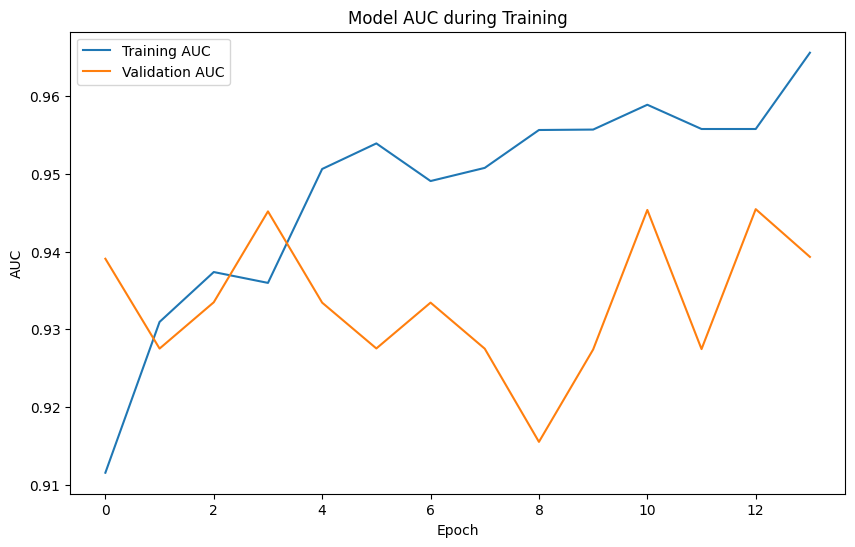 Model AUC during Training
Training AUC
Validation AUC
AUC
0.96
0.95
0.94
0.93
0.92
0.91
0 2 4 6 8 10 12
Epoch